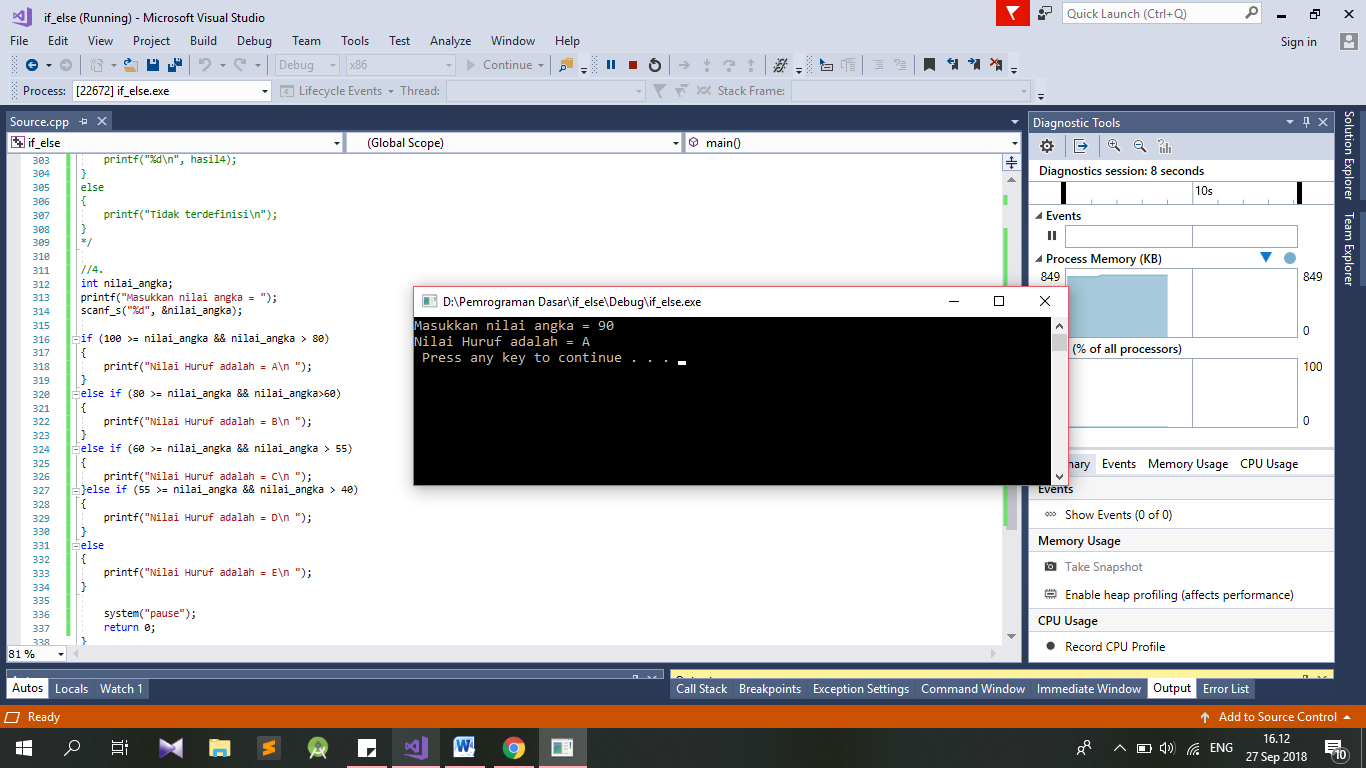 if_else (Running) - Microsoft Visual Studio
Quick Launch (Ctrl+Q)
File Edit View Project Build Debug Team Tools Test Analyze Window Help
Sign in
Debug x86 Continue
Process: [22672] if_else.exe Lifecycle Events Thread: Stack Frame:
Source.cpp
if_else (Global Scope) main()
303 printf("%d\n", hasil4);
304 }
305 else
306 {
307 printf("Tidak terdefinisi\n");
308 }
309 */
310
311 //4.
312 int nilai_angka;
313 printf("Masukkan nilai angka = ");
314 scanf_s("%d", &nilai_angka);
315
316 if (100 >= nilai_angka && nilai_angka > 80)
317 {
318 printf("Nilai Huruf adalah = A\n ");
319 }
320 else if (80 >= nilai_angka && nilai_angka>60)
321 {
322 printf("Nilai Huruf adalah = B\n ");
323 }
324 else if (60 >= nilai_angka && nilai_angka > 55)
325 {
326 printf("Nilai Huruf adalah = C\n ");
327 }else if (55 >= nilai_angka && nilai_angka > 40)
328 {
329 printf("Nilai Huruf adalah = D\n ");
330 }
331 else
332 {
333 printf("Nilai Huruf adalah = E\n ");
334 }
335
336 system("pause");
337 return 0;
338 }
81 %
D:\Pemrograman Dasar\if_else\Debug\if_else.exe
Masukkan nilai angka = 90
Nilai Huruf adalah = A
Press any key to continue . . .
Diagnostic Tools
Diagnostics session: 8 seconds
10s
Events
Process Memory (KB)
849 849
0
(% of all processors)
100
0
Events Memory Usage CPU Usage
Events
Show Events (0 of 0)
Memory Usage
Take Snapshot
Enable heap profiling (affects performance)
CPU Usage
Record CPU Profile
Solution Explorer
Team Explorer
Autos Locals Watch 1
Call Stack Breakpoints Exception Settings Command Window Immediate Window Output Error List
Ready
Add to Source Control
ENG
16.12
27 Sep 2018
10